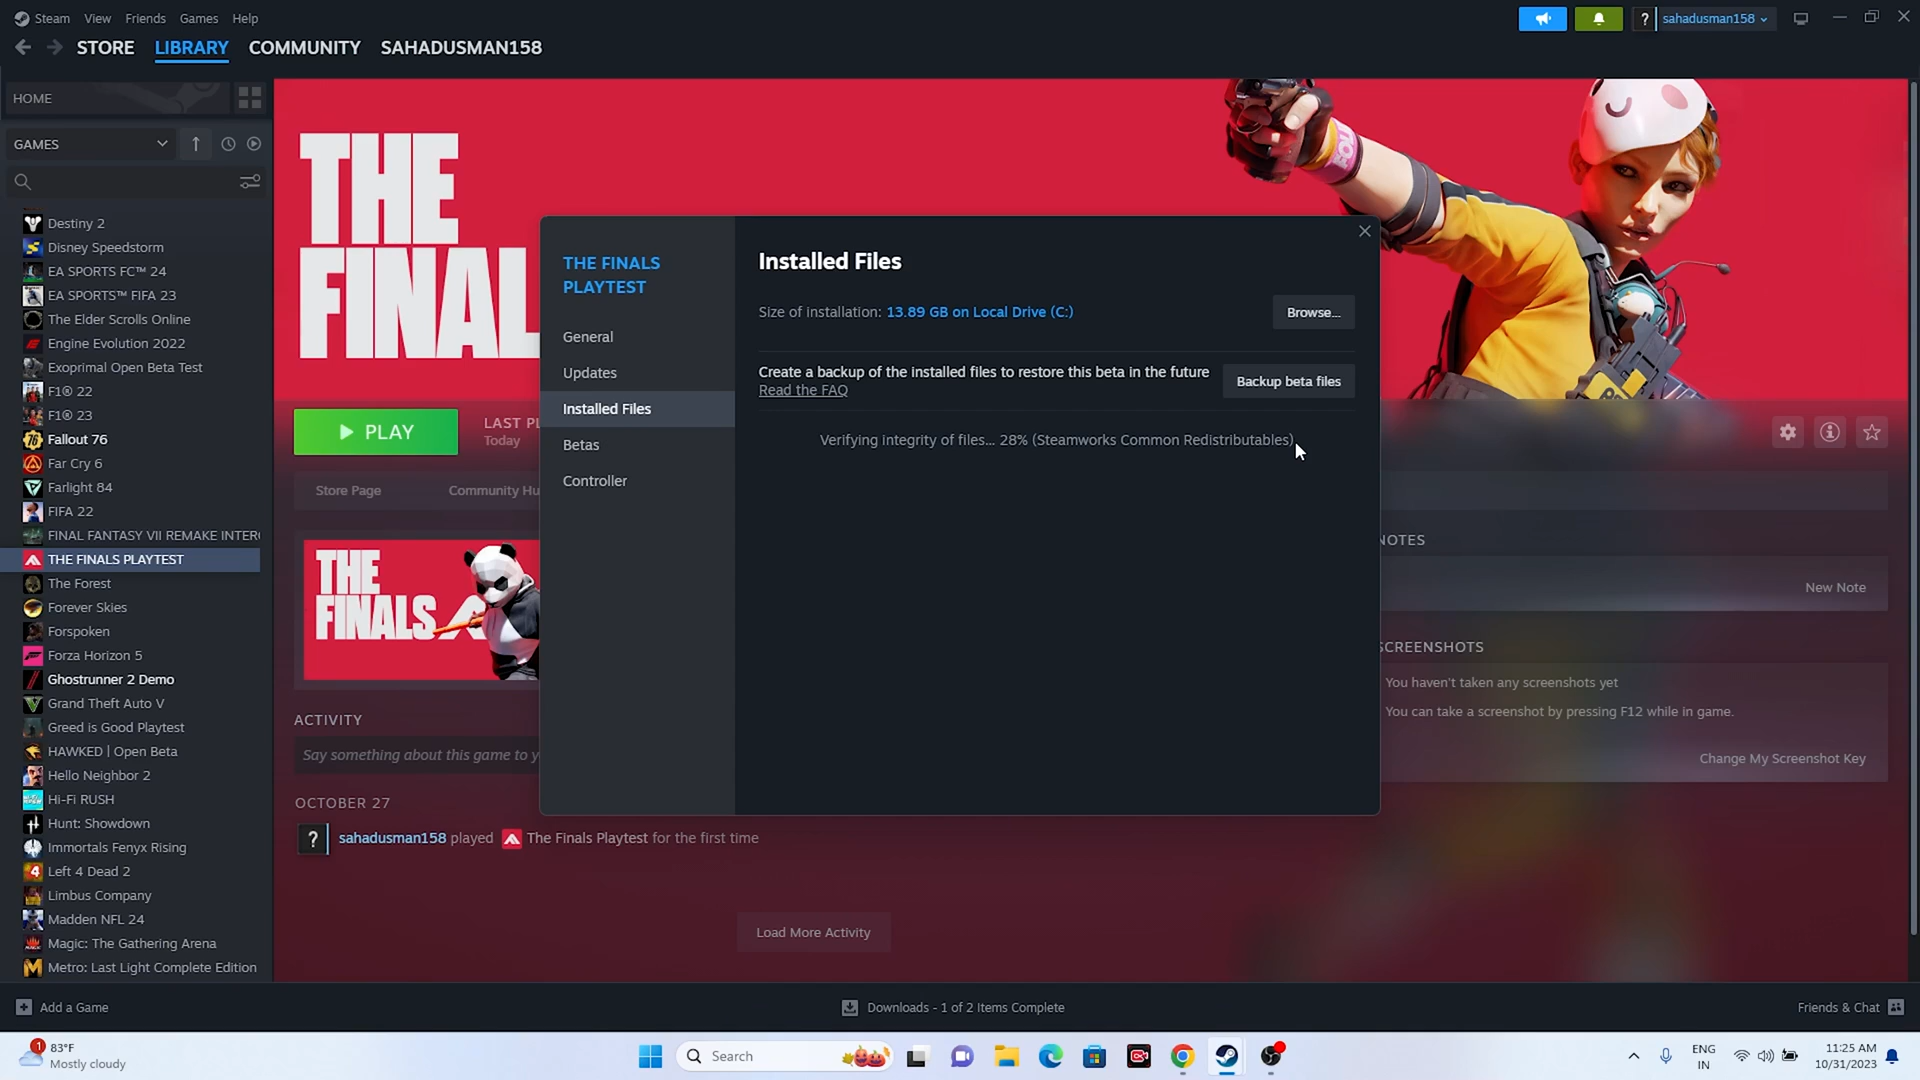 Steam View Friends Games Help
sahadusman158
STORE LIBRARY COMMUNITY SAHADUSMAN158
HOME
GAMES
Destiny 2
Disney Speedstorm
EA SPORTS FC™ 24
EA SPORTS™ FIFA 23
The Elder Scrolls Online
Engine Evolution 2022
Exoprimal Open Beta Test
F1® 22
F1® 23
Fallout 76
Far Cry 6
Farlight 84
FIFA 22
FINAL FANTASY VII REMAKE INTER
THE FINALS PLAYTEST
The Forest
Forever Skies
Forspoken
Forza Horizon 5
Ghostrunner 2 Demo
Grand Theft Auto V
Greed is Good Playtest
HAWKED | Open Beta
Hello Neighbor 2
Hi-Fi RUSH
Hunt: Showdown
Immortals Fenyx Rising
Left 4 Dead 2
Limbus Company
Madden NFL 24
Magic: The Gathering Arena
Metro: Last Light Complete Edition
THE
FINAL
PLAY
LAST PL
Today
Store Page Community Hu
THE
FINALS
ACTIVITY
Say something about this game to y
OCTOBER 27
sahadusman158 played The Finals Playtest for the first time
Load More Activity
THE FINALS
PLAYTEST
General
Updates
Installed Files
Betas
Controller
Installed Files
Size of installation: 13.89 GB on Local Drive (C:)
Browse...
Create a backup of the installed files to restore this beta in the future
Read the FAQ
Backup beta files
Verifying integrity of files... 28% (Steamworks Common Redistributables)
NOTES
New Note
SCREENSHOTS
You haven't taken any screenshots yet
You can take a screenshot by pressing F12 while in game.
Change My Screenshot Key
Add a Game
Downloads - 1 of 2 Items Complete
Friends & Chat
1
83°F
Mostly cloudy
Search
ENG
IN
11:25 AM
10/31/2023